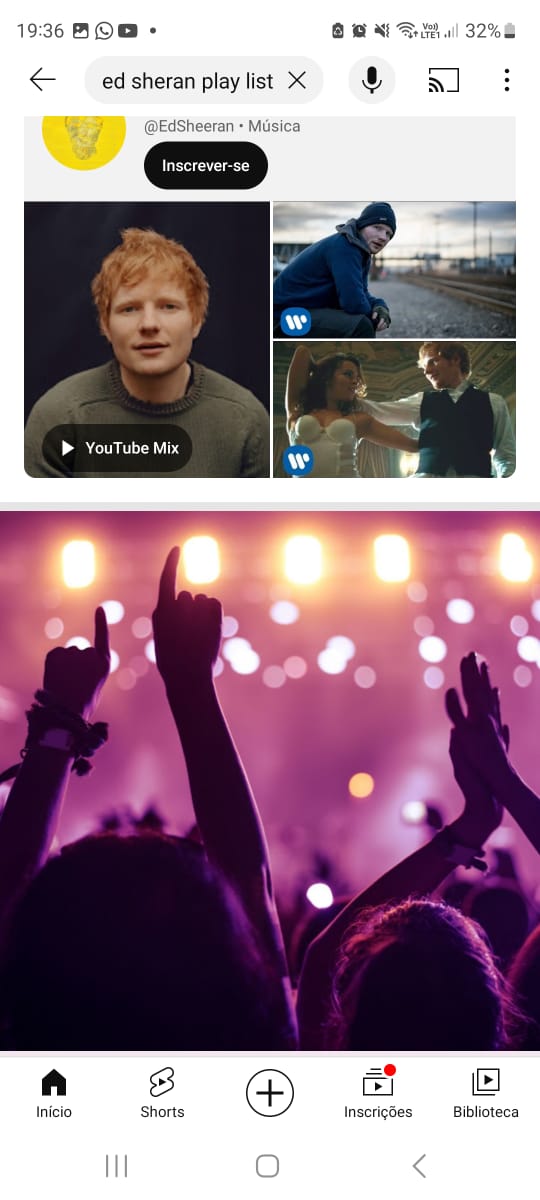 19:36 32%
Vo))
LTE1
ed sheran play list
@EdSheeran • Música
Inscrever-se
YouTube Mix
Início
Shorts
Inscrições
Biblioteca